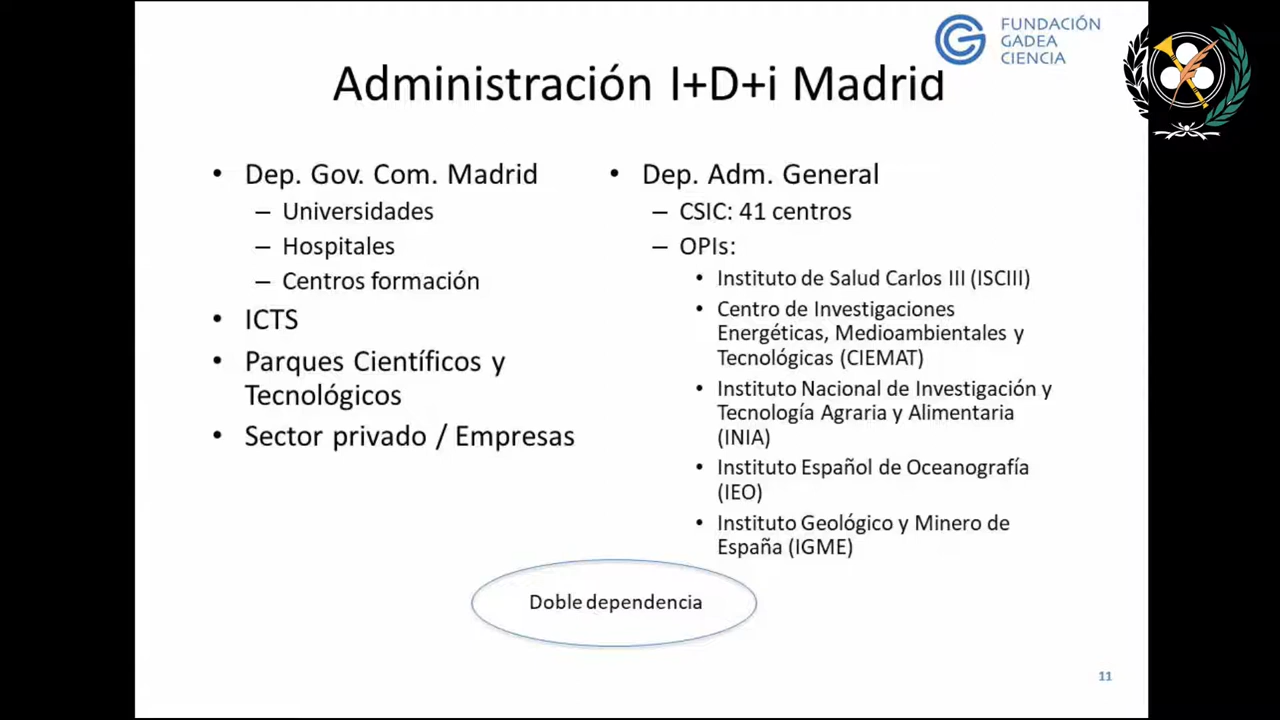 FUNDACIÓN
GADEA
CIENCIA
Administración I+D+i Madrid
• Dep. Gov. Com. Madrid
– Universidades
– Hospitales
– Centros formación
• ICTS
• Parques Científicos y
Tecnológicos
• Sector privado / Empresas
• Dep. Adm. General
– CSIC: 41 centros
– OPIs:
• Instituto de Salud Carlos III (ISCIII)
• Centro de Investigaciones
Energéticas, Medioambientales y
Tecnológicas (CIEMAT)
• Instituto Nacional de Investigación y
Tecnología Agraria y Alimentaria
(INIA)
• Instituto Español de Oceanografía
(IEO)
• Instituto Geológico y Minero de
España (IGME)
Doble dependencia
11